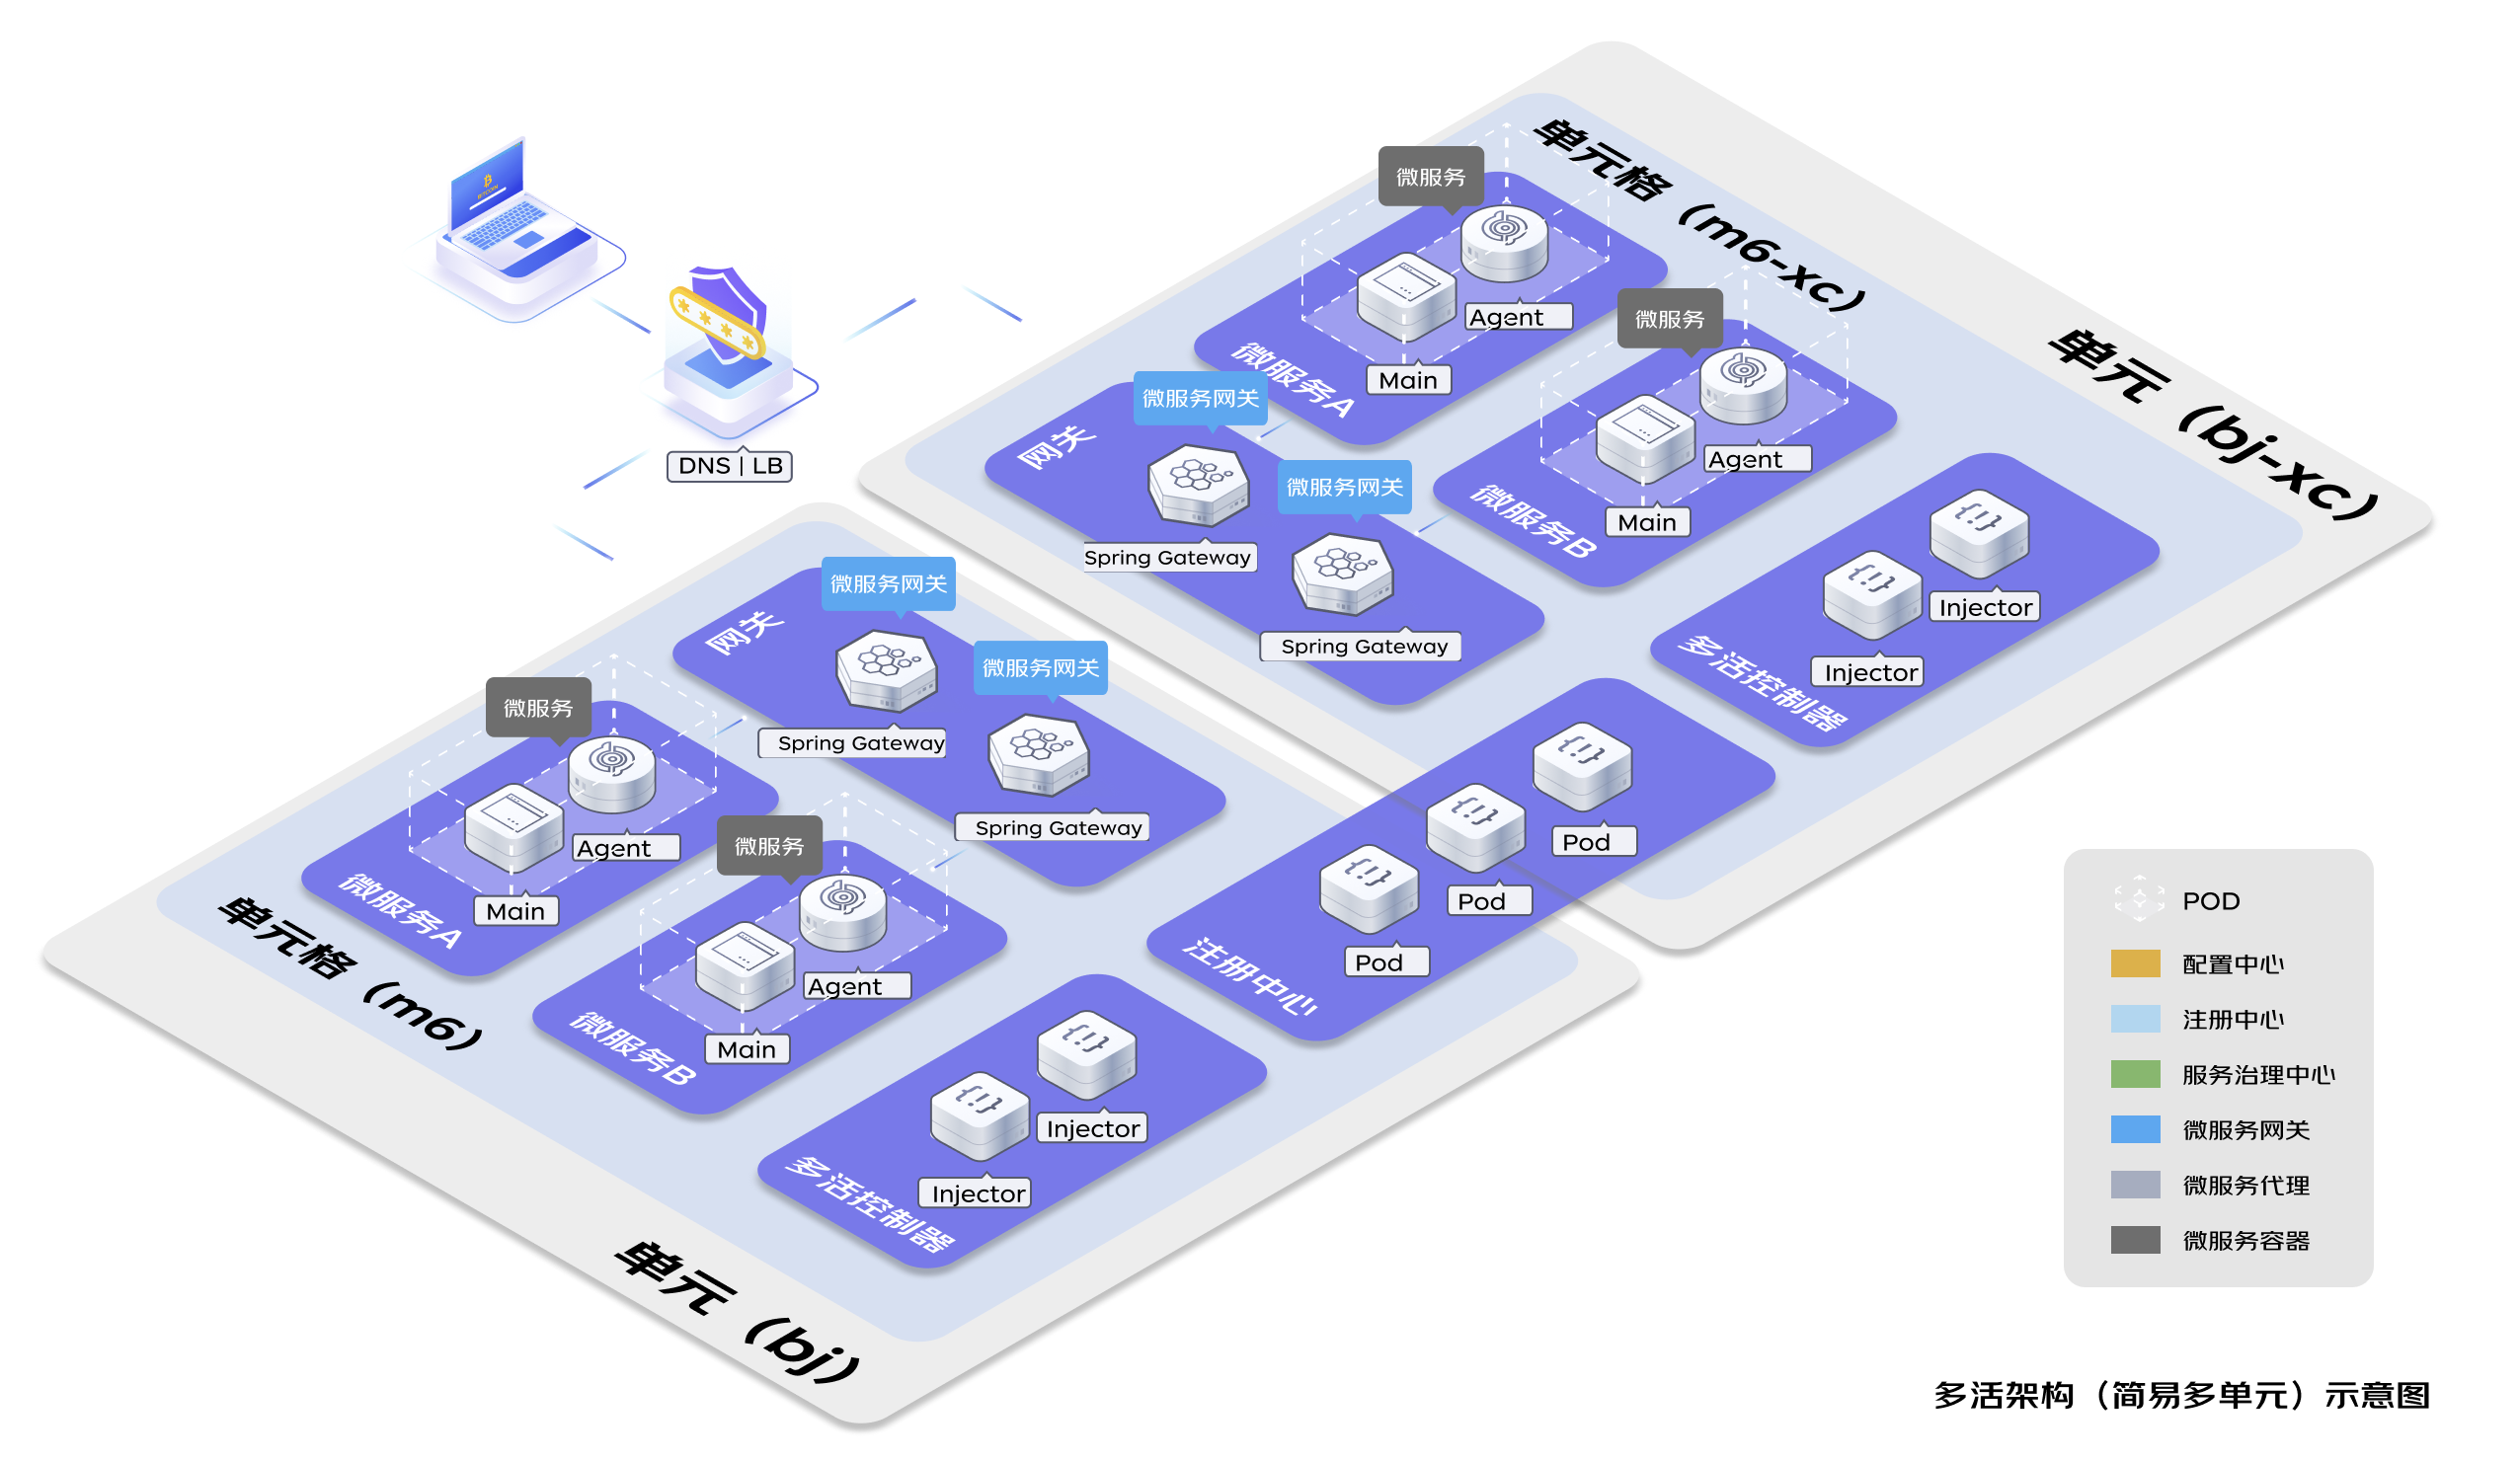 BITCOIN
DNS | LB
单元（bj-xc）
单元格（m6-xc）
微服务
Agent
Main
微服务A
微服务
Agent
Main
微服务B
网关
微服务网关
Spring Gateway
微服务网关
Spring Gateway
{!}
Injector
{!}
Injector
多活控制器
单元（bj）
单元格（m6）
网关
微服务网关
Spring Gateway
微服务网关
Spring Gateway
微服务
Agent
Main
微服务A
微服务
Agent
Main
微服务B
{!}
Injector
{!}
Injector
多活控制器
{!}
Pod
{!}
Pod
{!}
Pod
注册中心
POD
配置中心
注册中心
服务治理中心
微服务网关
微服务代理
微服务容器
多活架构（简易多单元）示意图